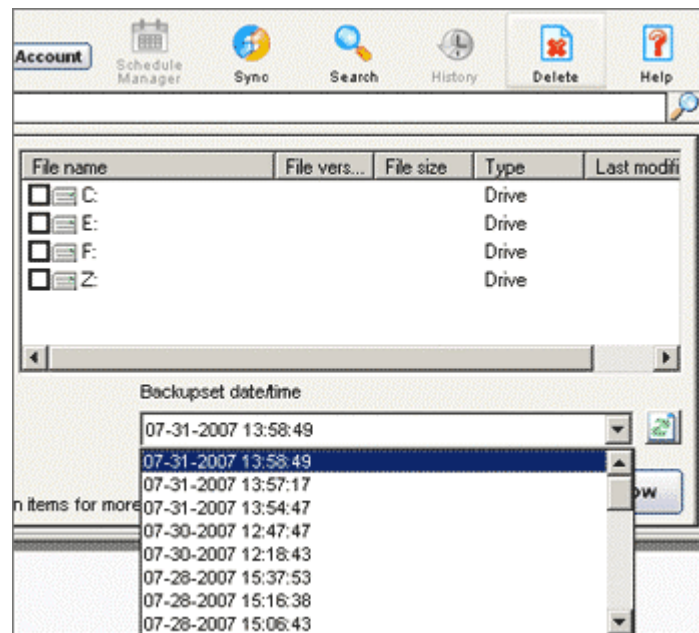 Account
Schedule
Manager
Sync
Search
History
Delete
Help
File name File vers... File size Type Last modifi
C: Drive
E: Drive
F: Drive
Z: Drive
Backupset date/time
07-31-2007 13:58:49
07-31-2007 13:58:49
07-31-2007 13:57:17
07-31-2007 13:54:47
n items for more
ow
07-30-2007 12:47:47
07-30-2007 12:18:43
07-28-2007 15:37:53
07-28-2007 15:16:38
07-28-2007 15:06:43